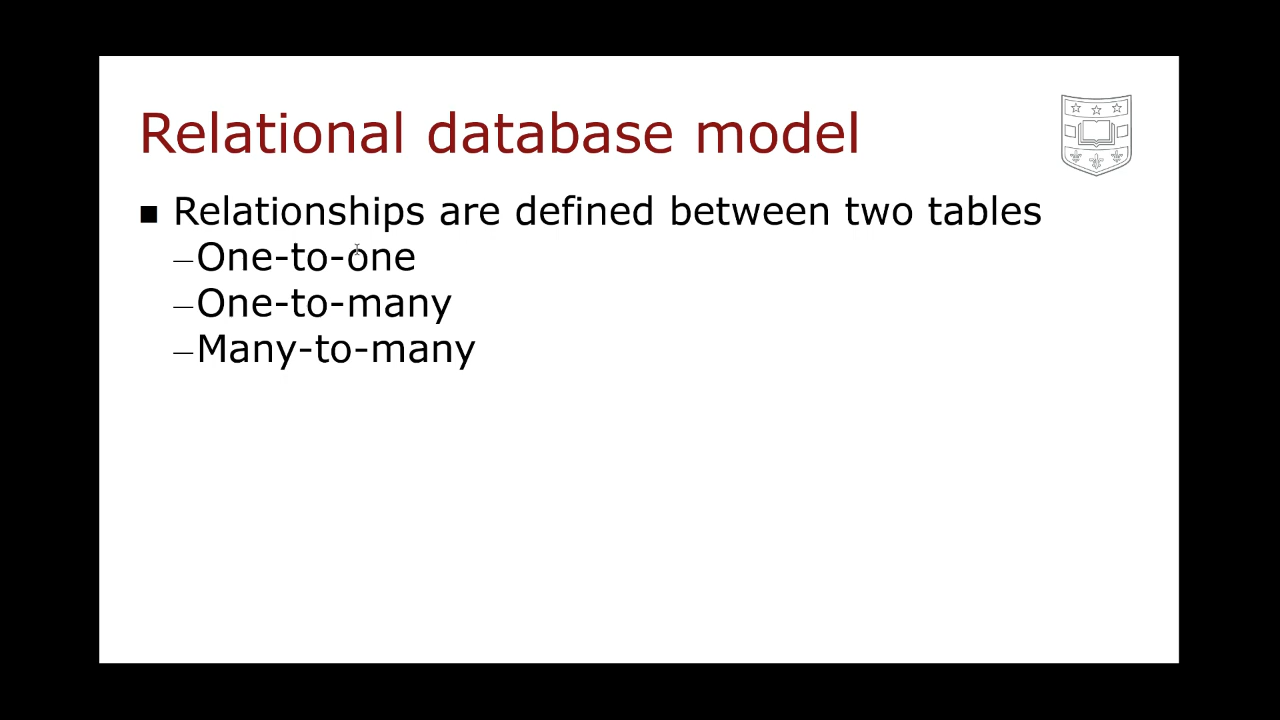 Relational database model
■ Relationships are defined between two tables
–One-to-one
–One-to-many
–Many-to-many